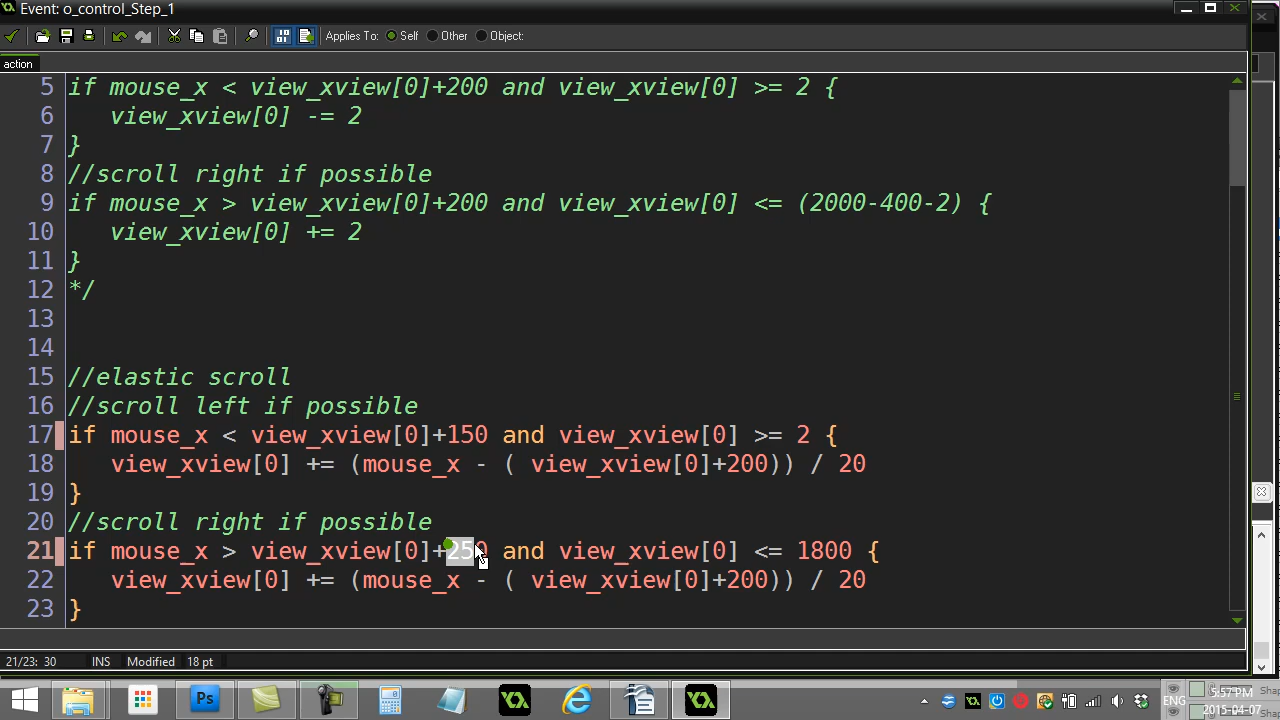 Event: o_control_Step_1
Applies To: Self Other Object:
action
5 if mouse_x < view_xview[0]+200 and view_xview[0] >= 2 {
6 view_xview[0] -= 2
7 }
8 //scroll right if possible
9 if mouse_x > view_xview[0]+200 and view_xview[0] <= (2000-400-2) {
10 view_xview[0] += 2
11 }
12 */
13
14
15 //elastic scroll
16 //scroll left if possible
17 if mouse_x < view_xview[0]+150 and view_xview[0] >= 2 {
18 view_xview[0] += (mouse_x - ( view_xview[0]+200)) / 20
19 }
20 //scroll right if possible
21 if mouse_x > view_xview[0]+250 and view_xview[0] <= 1800 {
22 view_xview[0] += (mouse_x - ( view_xview[0]+200)) / 20
23 }
21/23: 30 INS Modified 18 pt
Ps
ENG
5:57 PM
2015-04-07
Shap
Shap